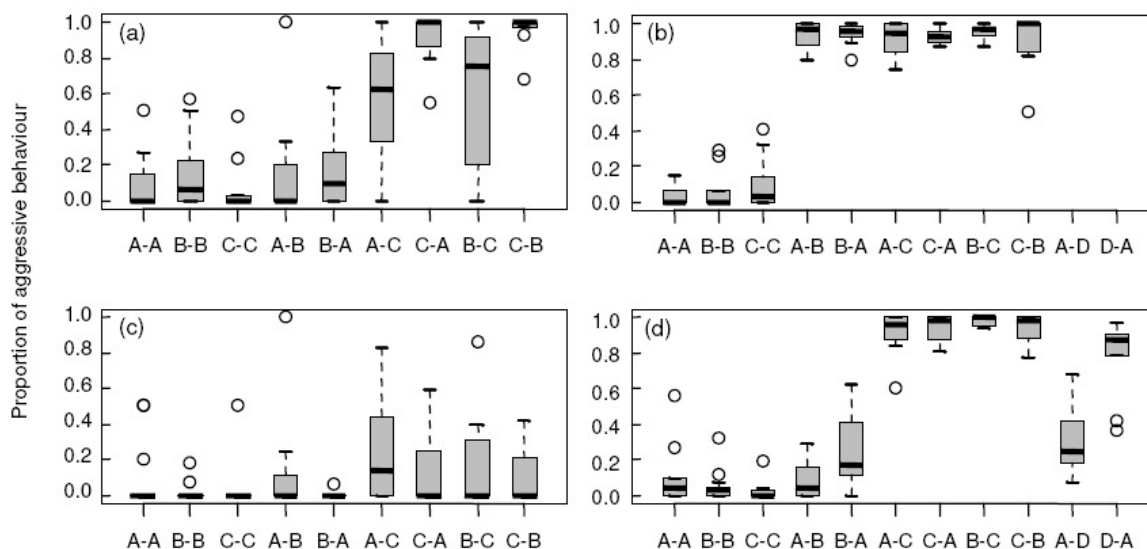 Proportion of aggressive behaviour
(a)
1.0
0.8
0.6
0.4
0.2
0.0
A-A B-B C-C A-B B-A A-C C-A B-C C-B
(b)
1.0
0.8
0.6
0.4
0.2
0.0
A-A B-B C-C A-B B-A A-C C-A B-C C-B A-D D-A
(c)
1.0
0.8
0.6
0.4
0.2
0.0
A-A B-B C-C A-B B-A A-C C-A B-C C-B
(d)
1.0
0.8
0.6
0.4
0.2
0.0
A-A B-B C-C A-B B-A A-C C-A B-C C-B A-D D-A